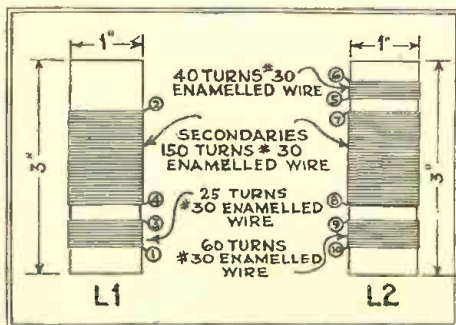 1"
1"
3"
3"
40 TURNS #30
ENAMELLED WIRE
SECONDARIES
150 TURNS # 30
ENAMELLED WIRE
25 TURNS
#30 ENAMELLED
WIRE
60 TURNS
#30 ENAMELLED
WIRE
2
4
3
1
6
5
7
8
9
10
L1
L2